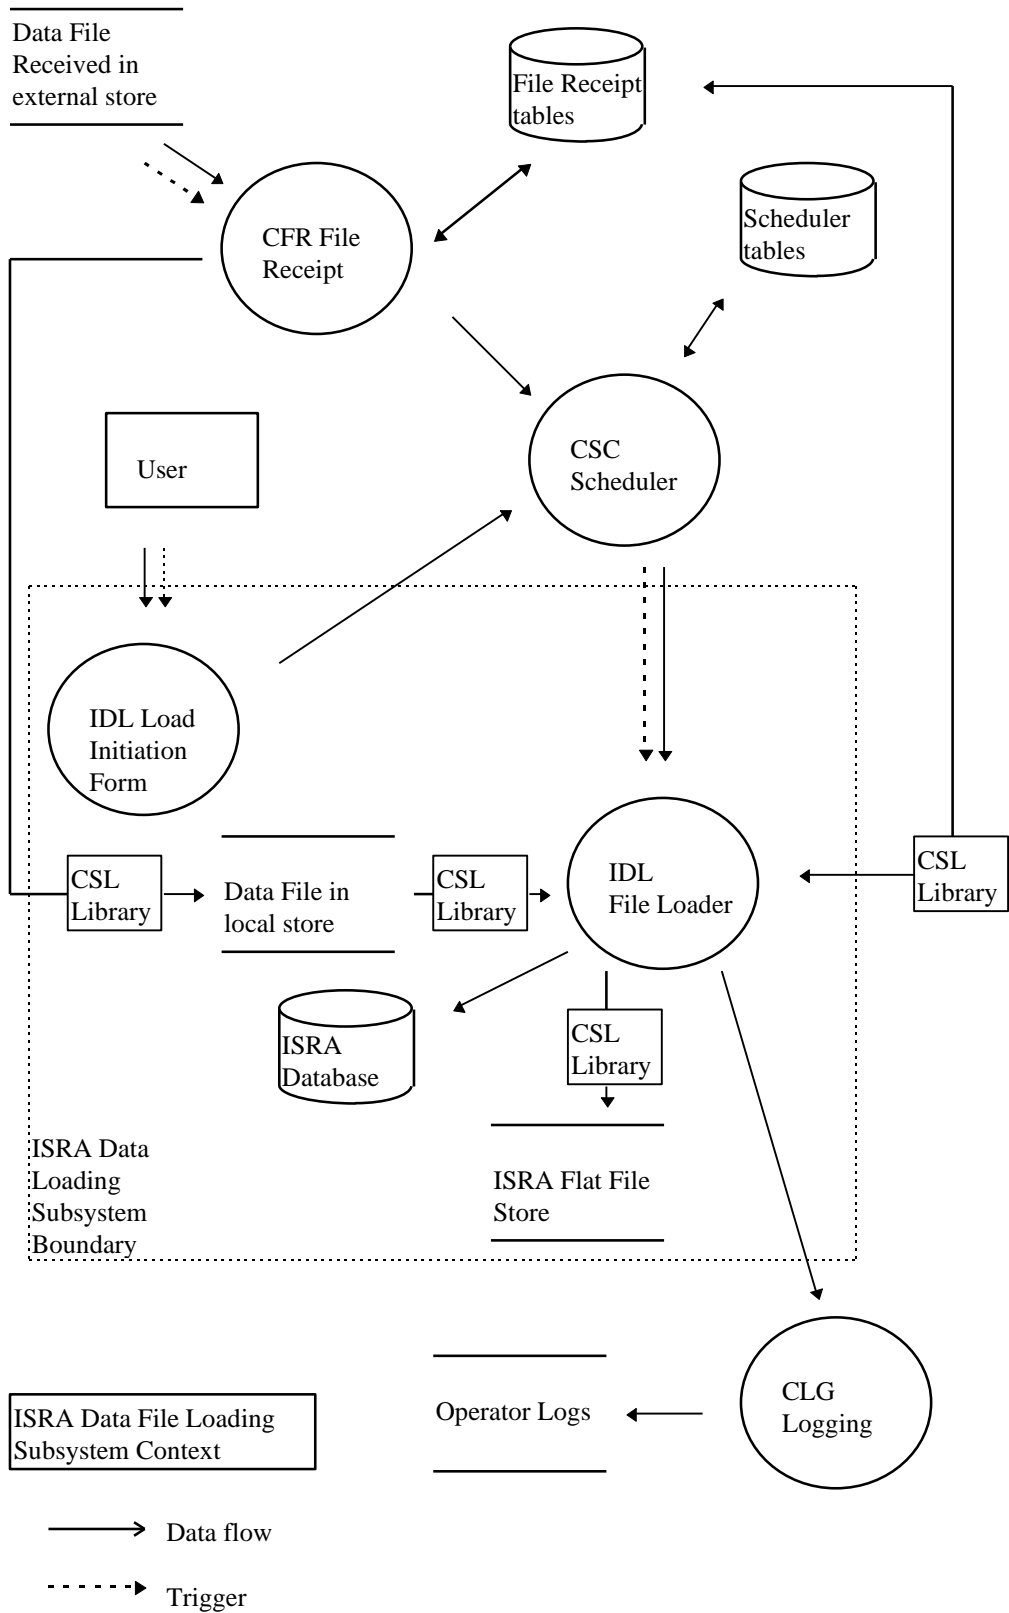 Data File
Received in
external store
File Receipt
tables
Scheduler
tables
CFR File
Receipt
CSC
Scheduler
User
IDL Load
Initiation
Form
CSL
Library
Data File in
local store
CSL
Library
IDL
File Loader
CSL
Library
ISRA
Database
CSL
Library
ISRA Data
Loading
Subsystem
Boundary
ISRA Flat File
Store
Operator Logs
CLG
Logging
ISRA Data File Loading
Subsystem Context
Data flow
Trigger